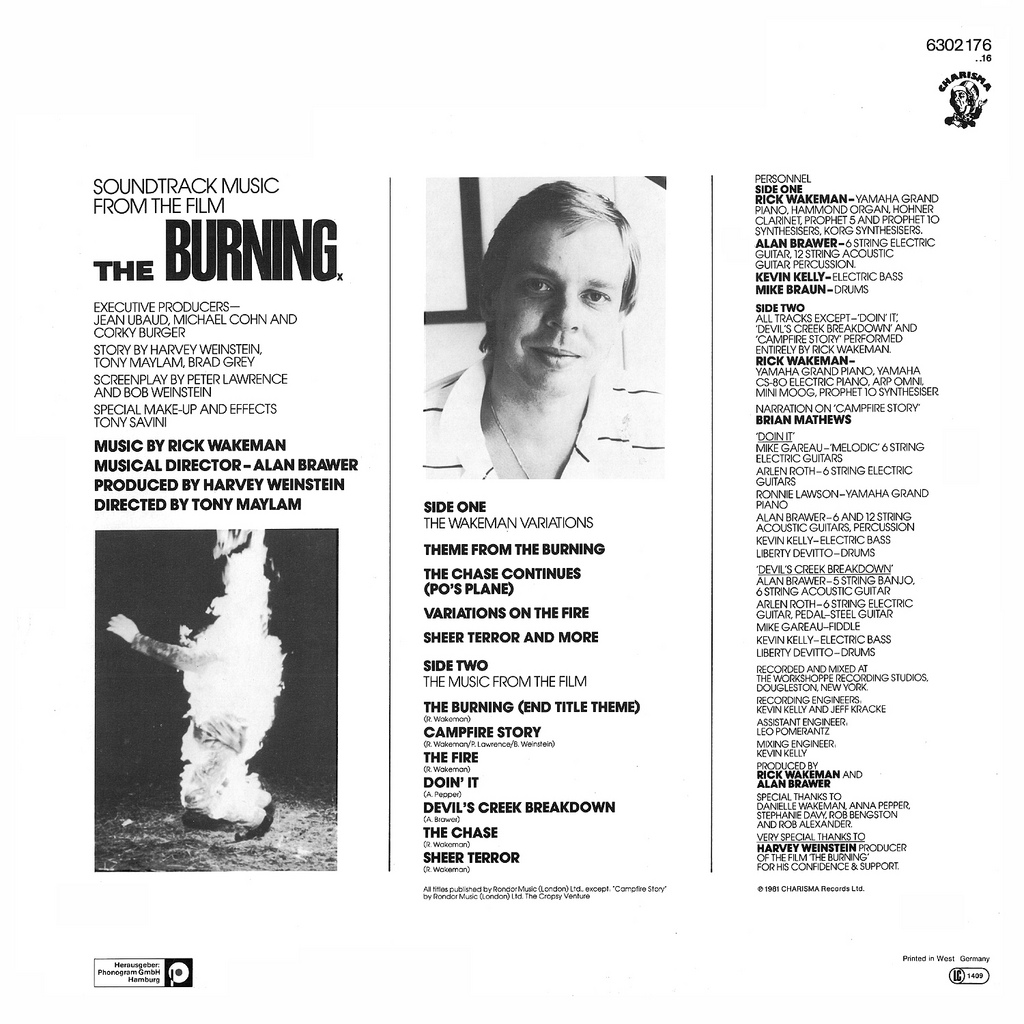 6302176
..16
CHARISMA
SOUNDTRACK MUSIC
FROM THE FILM
THE BURNING x
EXECUTIVE PRODUCERS—
JEAN UBAUD, MICHAEL COHN AND
CORKY BURGER
STORY BY HARVEY WEINSTEIN,
TONY MAYLAM, BRAD GREY
SCREENPLAY BY PETER LAWRENCE
AND BOB WEINSTEIN
SPECIAL MAKE-UP AND EFFECTS
TONY SAVINI
MUSIC BY RICK WAKEMAN
MUSICAL DIRECTOR – ALAN BRAWER
PRODUCED BY HARVEY WEINSTEIN
DIRECTED BY TONY MAYLAM
SIDE ONE
THE WAKEMAN VARIATIONS
THEME FROM THE BURNING
THE CHASE CONTINUES
(PO'S PLANE)
VARIATIONS ON THE FIRE
SHEER TERROR AND MORE
SIDE TWO
THE MUSIC FROM THE FILM
THE BURNING (END TITLE THEME)
(R. Wakeman)
CAMPFIRE STORY
(R. Wakeman/P. Lawrence/B. Weinstein)
THE FIRE
(R. Wakeman)
DOIN' IT
(A. Pepper)
DEVIL'S CREEK BREAKDOWN
(A. Brawer)
THE CHASE
(R. Wakeman)
SHEER TERROR
(R. Wakeman)
All titles published by Rondor Music (London) Ltd., except. "Campfire Story"
by Rondor Music (London) Ltd. The Cropsy Venture
PERSONNEL
SIDE ONE
RICK WAKEMAN – YAMAHA GRAND
PIANO, HAMMOND ORGAN, HOHNER
CLARINET, PROPHET 5 AND PROPHET 10
SYNTHESISERS, KORG SYNTHESISERS.
ALAN BRAWER – 6 STRING ELECTRIC
GUITAR, 12 STRING ACOUSTIC
GUITAR, PERCUSSION.
KEVIN KELLY – ELECTRIC BASS
MIKE BRAUN – DRUMS
SIDE TWO
ALL TRACKS EXCEPT – 'DOIN' IT',
'DEVIL'S CREEK BREAKDOWN' AND
'CAMPFIRE STORY' PERFORMED
ENTIRELY BY RICK WAKEMAN.
RICK WAKEMAN –
YAMAHA GRAND PIANO, YAMAHA
CS-80 ELECTRIC PIANO, ARP OMNI,
MINI MOOG, PROPHET 10 SYNTHESISER
NARRATION ON 'CAMPFIRE STORY'
BRIAN MATHEWS
'DOIN IT'
MIKE GAREAU – 'MELODIC' 6 STRING
ELECTRIC GUITARS
ARLEN ROTH – 6 STRING ELECTRIC
GUITARS
RONNIE LAWSON – YAMAHA GRAND
PIANO
ALAN BRAWER – 6 AND 12 STRING
ACOUSTIC GUITARS, PERCUSSION
KEVIN KELLY – ELECTRIC BASS
LIBERTY DEVITTO – DRUMS
'DEVIL'S CREEK BREAKDOWN'
ALAN BRAWER – 5 STRING BANJO,
6 STRING ACOUSTIC GUITAR
ARLEN ROTH – 6 STRING ELECTRIC
GUITAR, PEDAL-STEEL GUITAR
MIKE GAREAU – FIDDLE
KEVIN KELLY – ELECTRIC BASS
LIBERTY DEVITTO – DRUMS
RECORDED AND MIXED AT
THE WORKSHOPPE RECORDING STUDIOS,
DOUGLESTON, NEW YORK.
RECORDING ENGINEERS:
KEVIN KELLY AND JEFF KRACKE
ASSISTANT ENGINEER:
LEO POMERANTZ
MIXING ENGINEER:
KEVIN KELLY
PRODUCED BY
RICK WAKEMAN AND
ALAN BRAWER
SPECIAL THANKS TO
DANIELLE WAKEMAN, ANNA PEPPER,
STEPHANIE DAVY, ROB BENGSTON
AND ROB ALEXANDER.
VERY SPECIAL THANKS TO
HARVEY WEINSTEIN PRODUCER
OF THE FILM 'THE BURNING'
FOR HIS CONFIDENCE & SUPPORT.
℗ 1981 CHARISMA Records Ltd.
Herausgeber:
Phonogram GmbH
Hamburg
p
Printed in West Germany
LC 1409